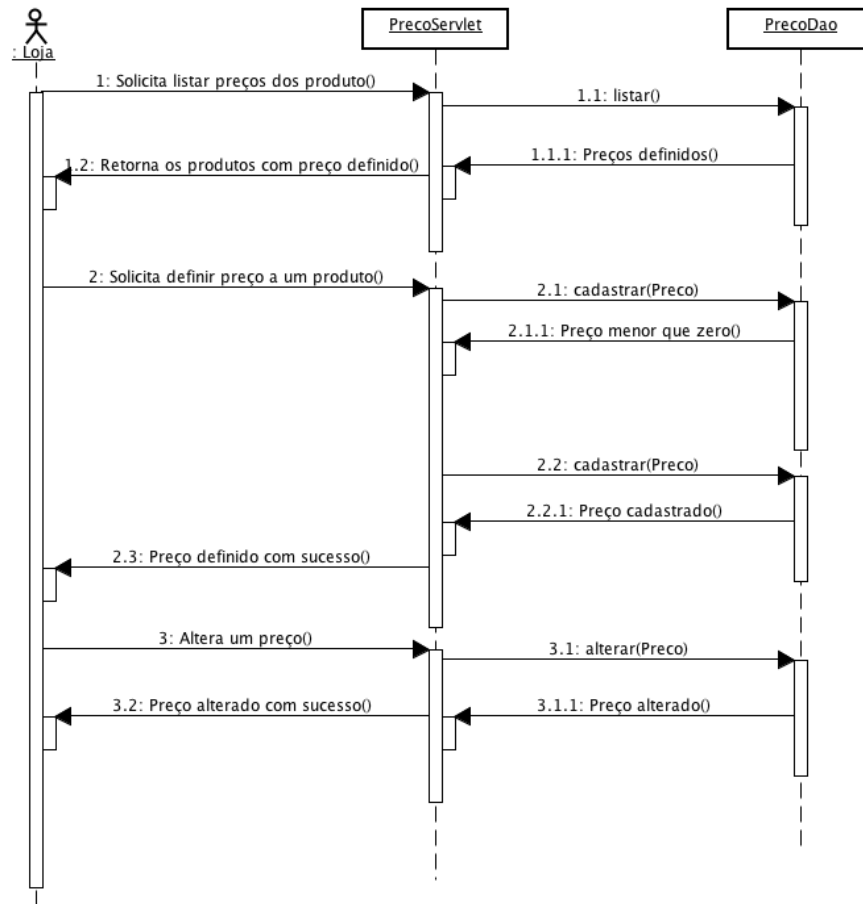 : Loja
PrecoServlet
PrecoDao
1: Solicita listar preços dos produto()
1.1: listar()
1.1.1: Preços definidos()
1.2: Retorna os produtos com preço definido()
2: Solicita definir preço a um produto()
2.1: cadastrar(Preco)
2.1.1: Preço menor que zero()
2.2: cadastrar(Preco)
2.2.1: Preço cadastrado()
2.3: Preço definido com sucesso()
3: Altera um preço()
3.1: alterar(Preco)
3.2: Preço alterado com sucesso()
3.1.1: Preço alterado()